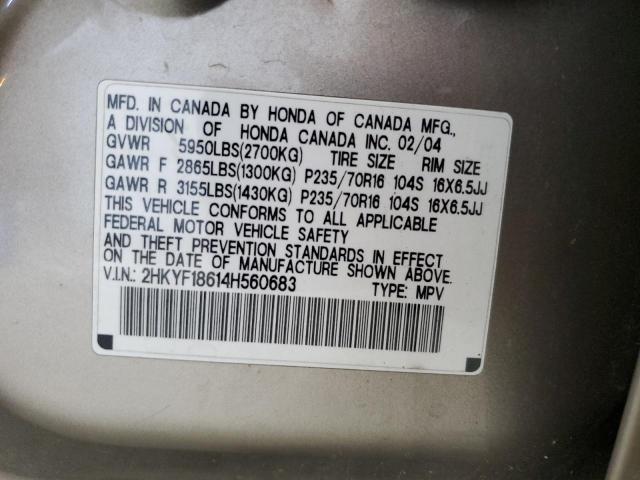 MFD. IN CANADA BY HONDA OF CANADA MFG.,
A DIVISION OF HONDA CANADA INC. 02/04
GVWR 5950LBS(2700KG) TIRE SIZE RIM SIZE
GAWR F 2865LBS(1300KG) P235/70R16 104S 16X6.5JJ
GAWR R 3155LBS(1430KG) P235/70R16 104S 16X6.5JJ
THIS VEHICLE CONFORMS TO ALL APPLICABLE
FEDERAL MOTOR VEHICLE SAFETY
AND THEFT PREVENTION STANDARDS IN EFFECT
ON THE DATE OF MANUFACTURE SHOWN ABOVE.
V.I.N.: 2HKYF18614H560683 TYPE: MPV